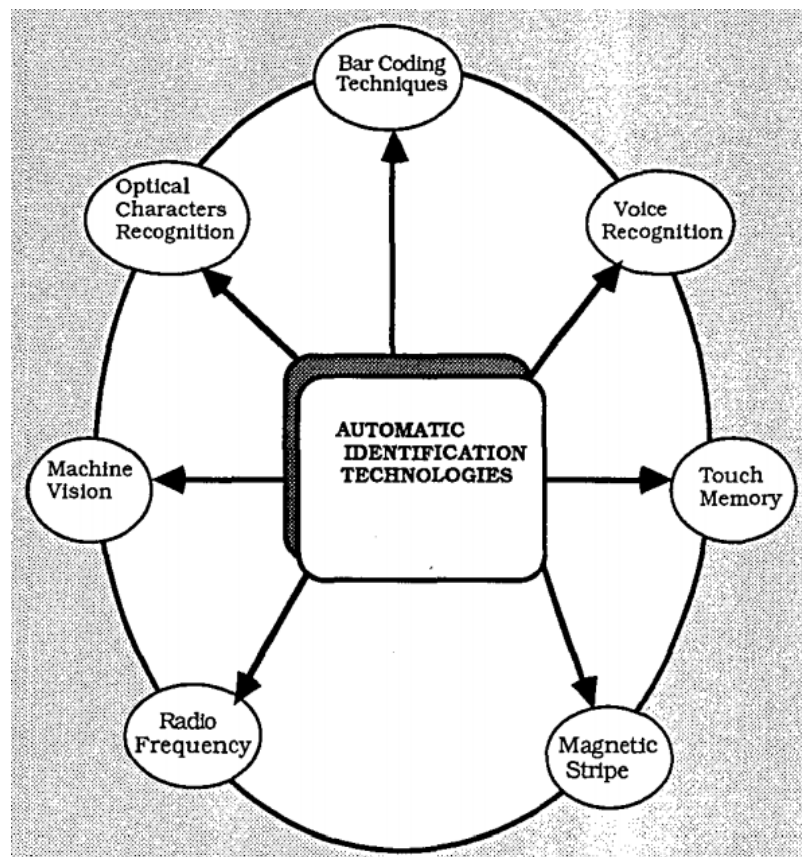 Bar Coding
Techniques
Optical
Characters
Recognition
Voice
Recognition
AUTOMATIC
IDENTIFICATION
TECHNOLOGIES
Machine
Vision
Touch
Memory
Radio
Frequency
Magnetic
Stripe